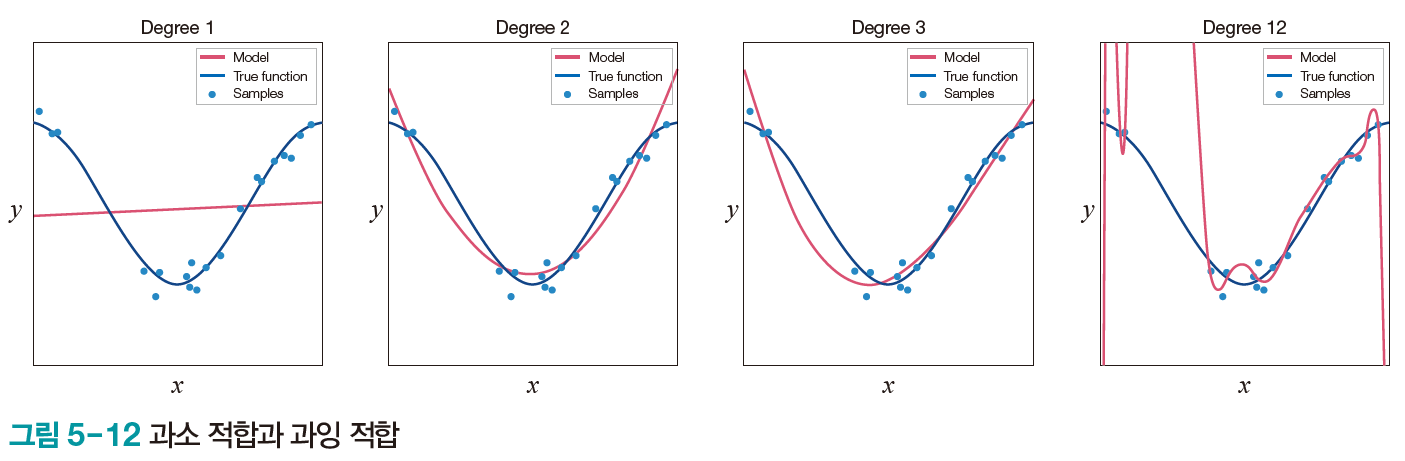 Degree 1
Model
True function
Samples
y
x
Degree 2
Model
True function
Samples
y
x
Degree 3
Model
True function
Samples
y
x
Degree 12
Model
True function
Samples
y
x
그림 5-12 과소 적합과 과잉 적합